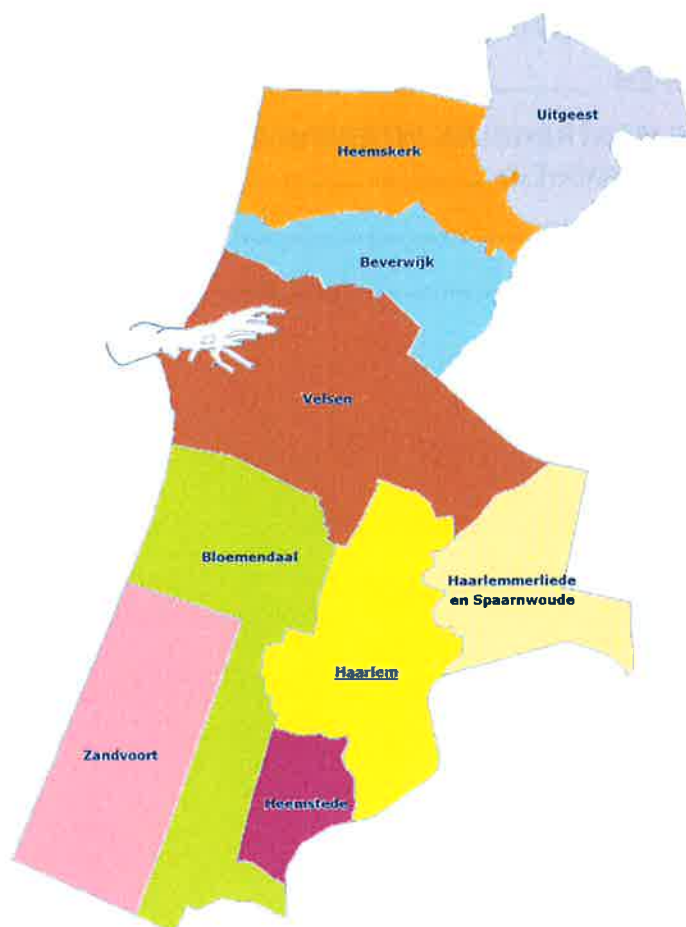 Uitgeest
Heemskerk
Beverwijk
Velsen
Bloemendaal
Haarlemmerliede
en Spaarnwoude
Haarlem
Zandvoort
Heemstede